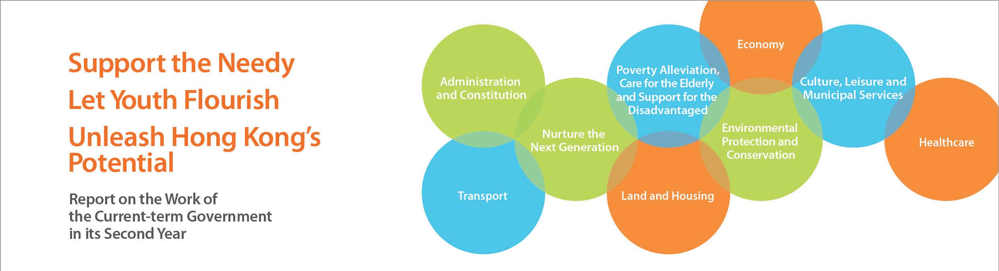 Support the Needy
Let Youth Flourish
Unleash Hong Kong’s
Potential
Report on the Work of
the Current-term Government
in its Second Year
Administration
and Constitution
Transport
Nurture the
Next Generation
Poverty Alleviation,
Care for the Elderly
and Support for the
Disadvantaged
Land and Housing
Economy
Environmental
Protection and
Conservation
Culture, Leisure and
Municipal Services
Healthcare